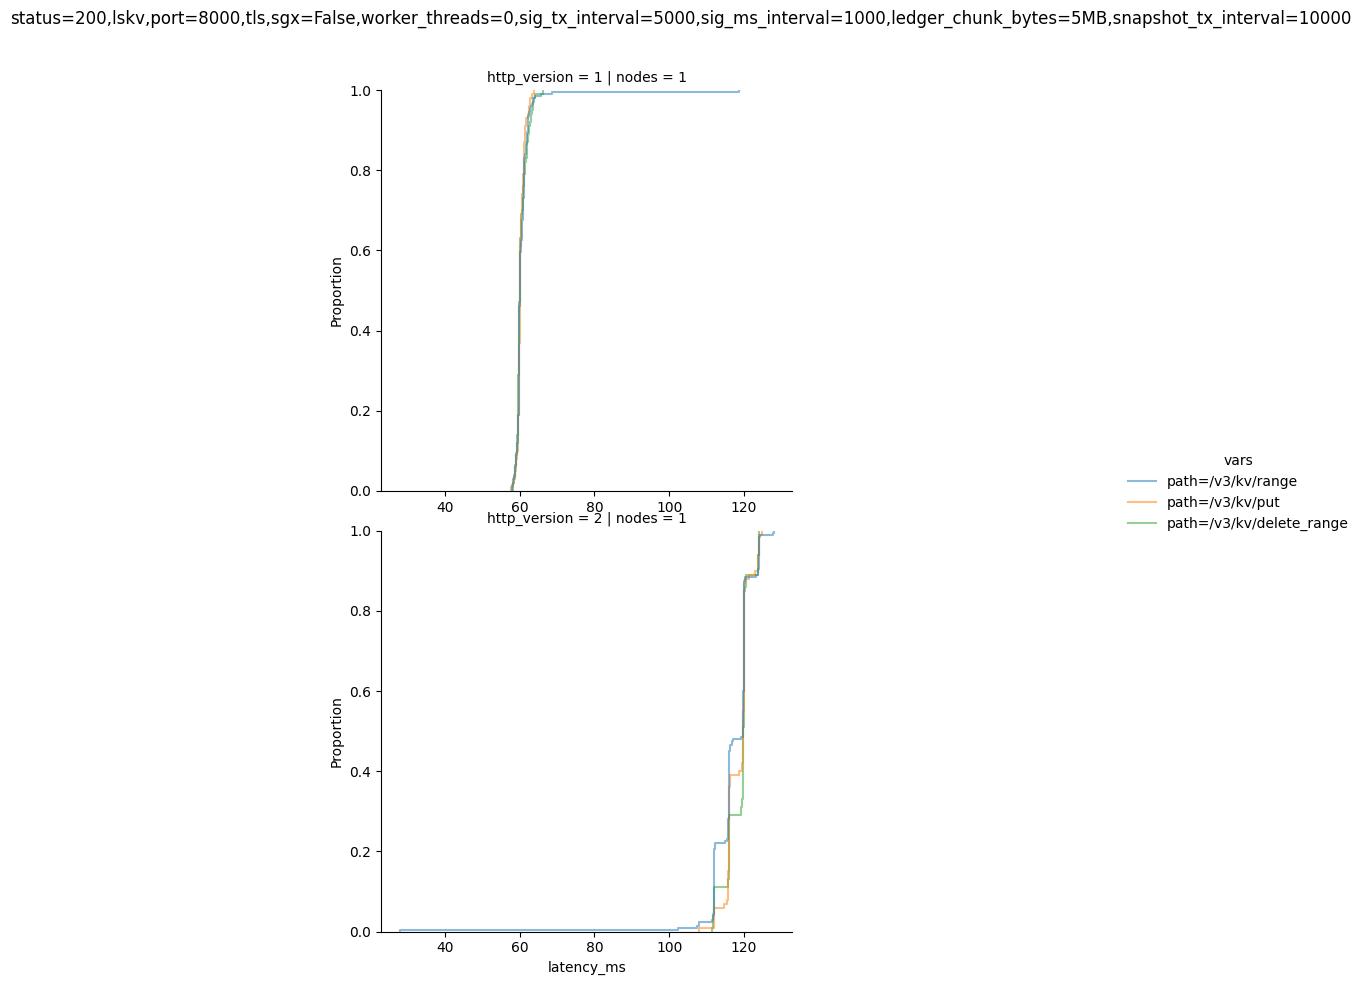 status=200,lskv,port=8000,tls,sgx=False,worker_threads=0,sig_tx_interval=5000,sig_ms_interval=1000,ledger_chunk_bytes=5MB,snapshot_tx_interval=10000
http_version = 1 | nodes = 1
1.0
0.8
0.6
0.4
0.2
0.0
Proportion
40 60 80 100 120
http_version = 2 | nodes = 1
1.0
0.8
0.6
0.4
0.2
0.0
Proportion
40 60 80 100 120
latency_ms
vars
path=/v3/kv/range
path=/v3/kv/put
path=/v3/kv/delete_range